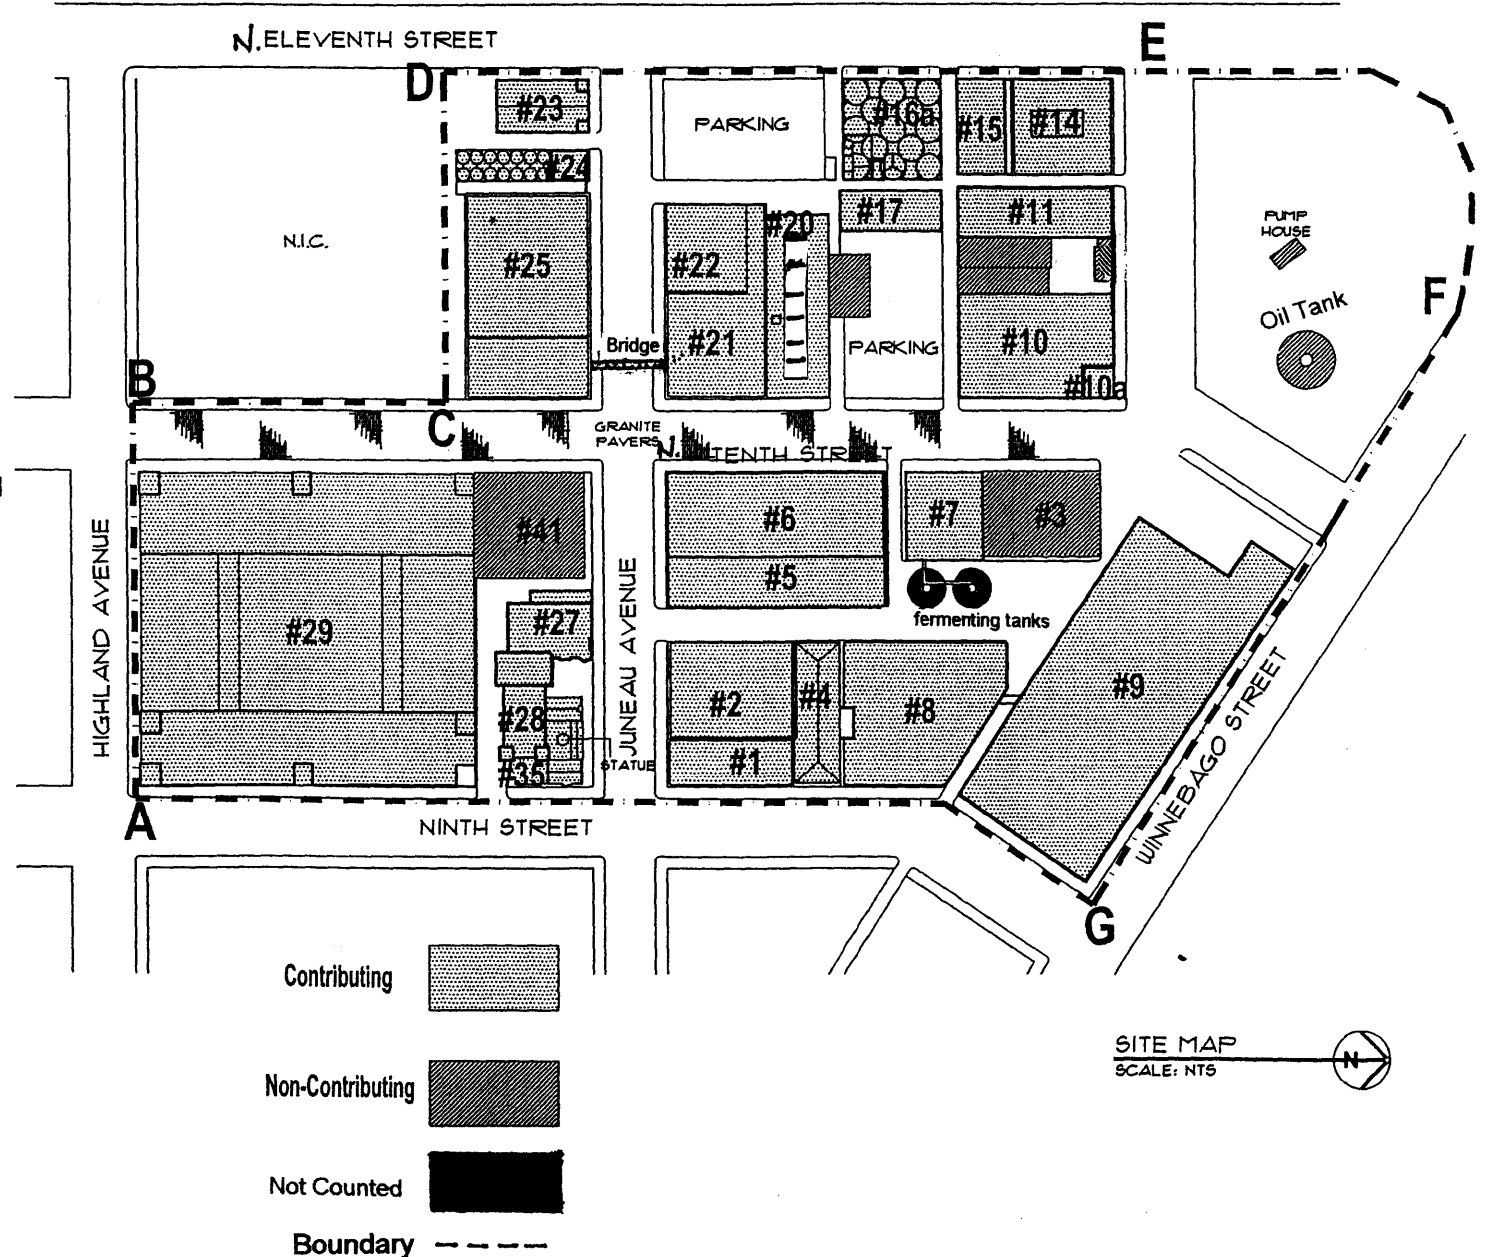 N. ELEVENTH STREET
E
D
#23
PARKING
#16a
#15
#14
#24
#17
#11
#20
PUMP
HOUSE
N.I.C.
#25
#22
F
Oil Tank
Bridge
#21
PARKING
#10
B
#10a
C
GRANITE
PAVERS
N. TENTH STREET
#41
#6
#7
#3
#5
HIGHLAND AVENUE
#29
#27
JUNEAU AVENUE
fermenting tanks
#2
#4
#8
#9
#28
#1
#35
STATUE
WINNEBAGO STREET
A
NINTH STREET
G
Contributing
Non-Contributing
Not Counted
Boundary
SITE MAP
SCALE: NTS
N